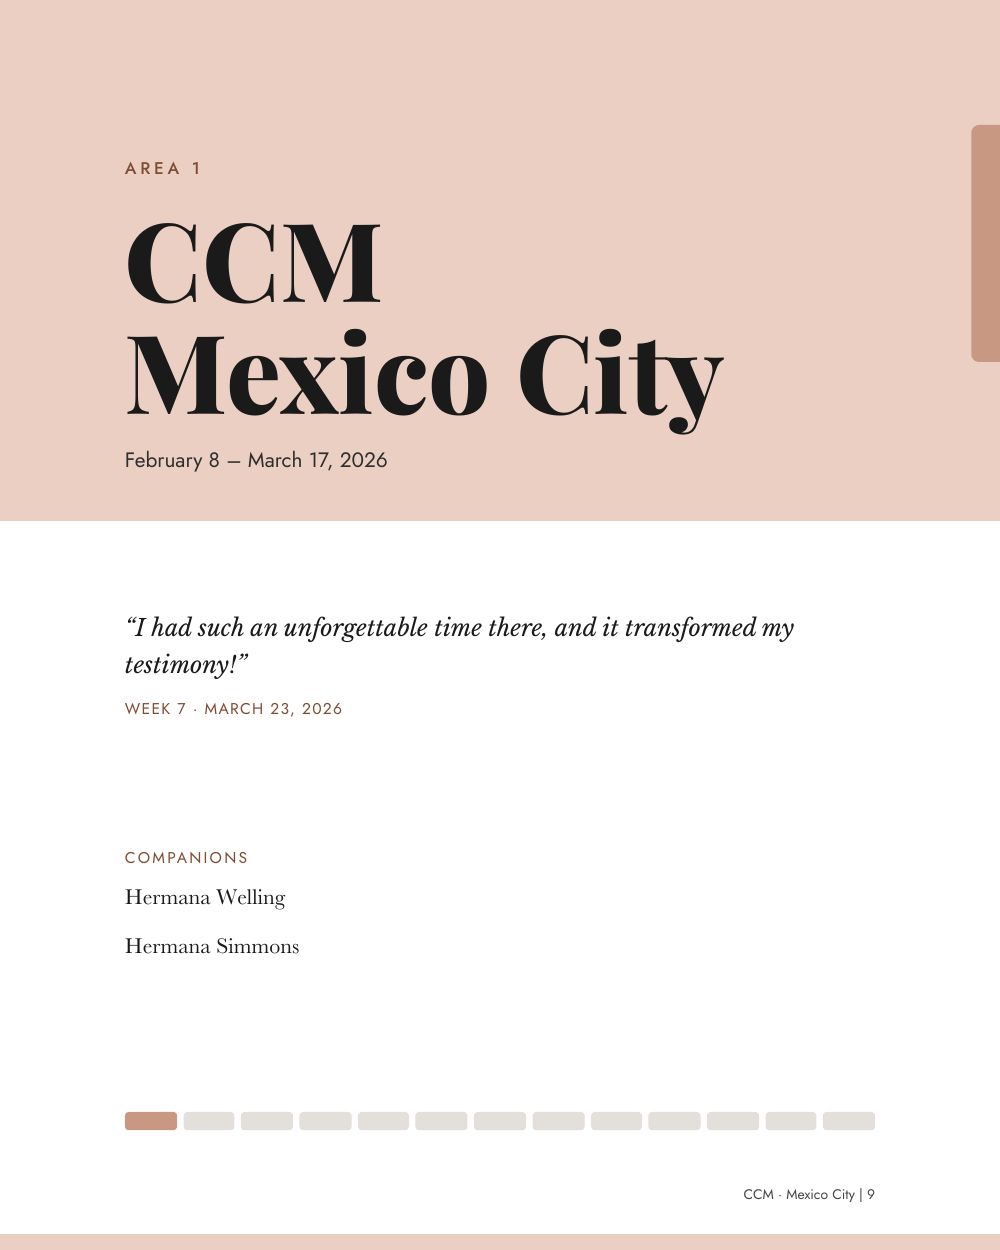 AREA 1
CCM
Mexico City
February 8 – March 17, 2026
“I had such an unforgettable time there, and it transformed my
testimony!”
WEEK 7 · MARCH 23, 2026
COMPANIONS
Hermana Welling
Hermana Simmons
CCM · Mexico City | 9